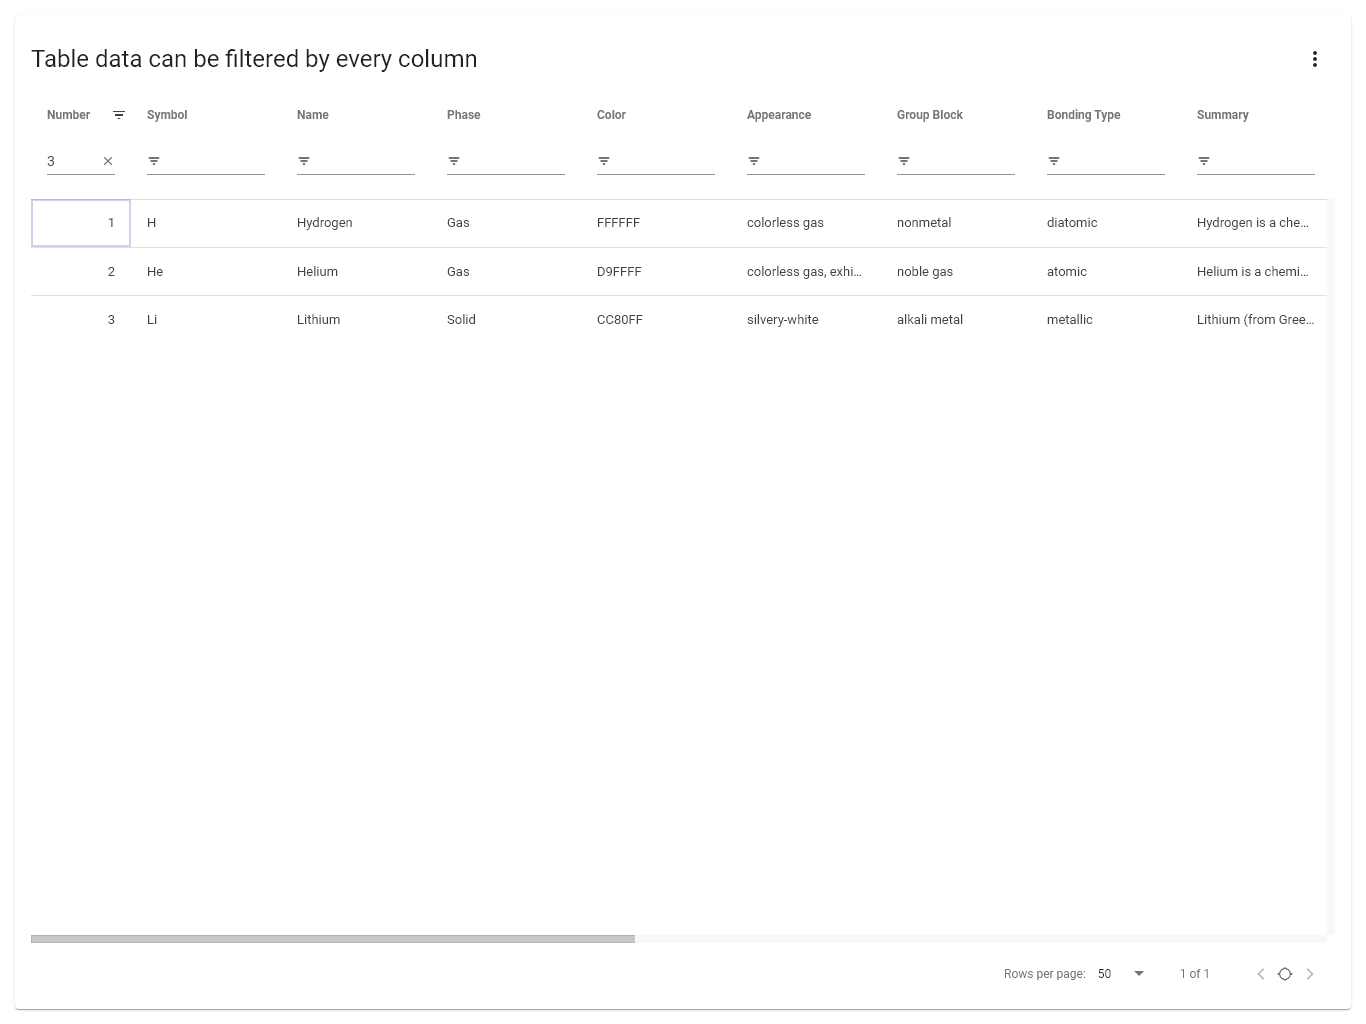 Table data can be filtered by every column
Number Symbol Name Phase Color Appearance Group Block Bonding Type Summary
3
1 H Hydrogen Gas FFFFFF colorless gas nonmetal diatomic Hydrogen is a che...
2 He Helium Gas D9FFFF colorless gas, exhi... noble gas atomic Helium is a chemi...
3 Li Lithium Solid CC80FF silvery-white alkali metal metallic Lithium (from Gree...
Rows per page: 50 1 of 1